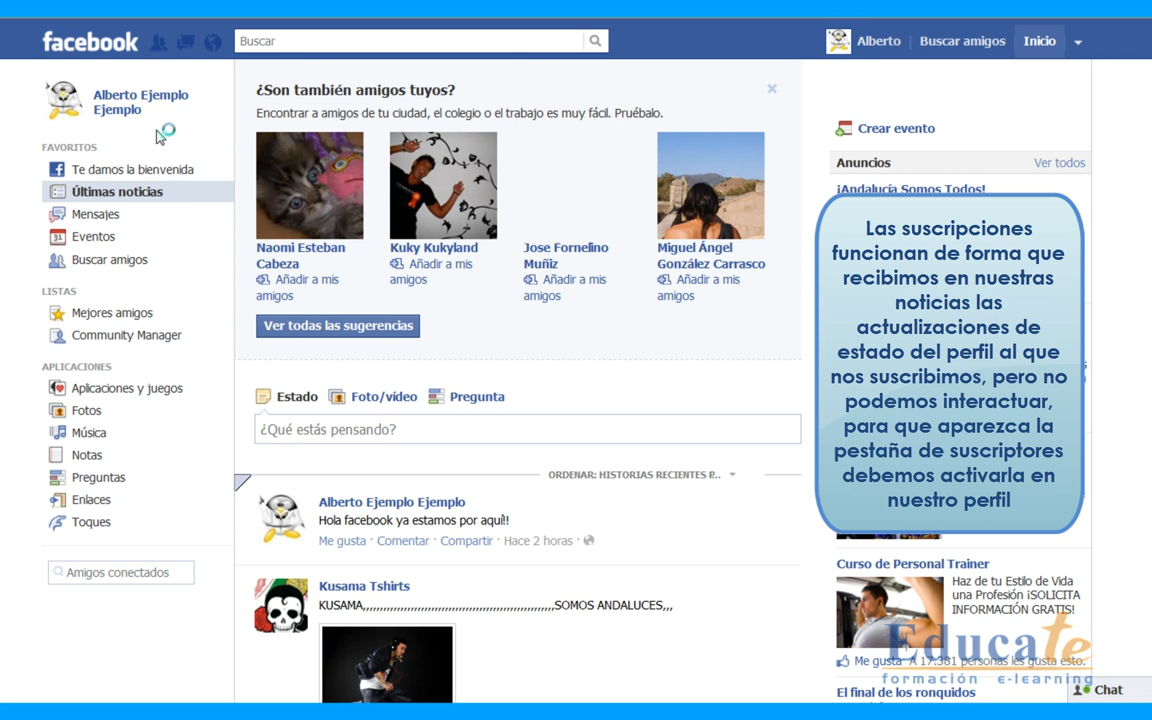 facebook
Buscar
Alberto
Buscar amigos
Inicio
Alberto Ejemplo
Ejemplo
FAVORITOS
Te damos la bienvenida
Últimas noticias
Mensajes
31 Eventos
Buscar amigos
LISTAS
Mejores amigos
Community Manager
APLICACIONES
Aplicaciones y juegos
Fotos
Música
Notas
Preguntas
Enlaces
Toques
Amigos conectados
¿Son también amigos tuyos?
Encontrar a amigos de tu ciudad, el colegio o el trabajo es muy fácil. Pruébalo.
Naomi Esteban
Cabeza
Añadir a mis
amigos
Kuky Kukyland
Añadir a mis
amigos
Jose Fornelino
Muñiz
Añadir a mis
amigos
Miguel Ángel
González Carrasco
Añadir a mis
amigos
Ver todas las sugerencias
Estado
Foto/vídeo
Pregunta
¿Qué estás pensando?
ORDENAR: HISTORIAS RECIENTES P...
Alberto Ejemplo Ejemplo
Hola facebook ya estamos por aquí!!
Me gusta · Comentar · Compartir · Hace 2 horas ·
Kusama Tshirts
KUSAMA,,,,,,,,,,,,,,,,,,,,,,,,,,,,,,,,,,,,,,,,,,,,,,,,,,,,,,,,,SOMOS ANDALUCES,,,
Crear evento
Anuncios
Ver todos
¡Andalucía Somos Todos!
Las suscripciones
funcionan de forma que
recibimos en nuestras
noticias las
actualizaciones de
estado del perfil al que
nos suscribimos, pero no
podemos interactuar,
para que aparezca la
pestaña de suscriptores
debemos activarla en
nuestro perfil
Curso de Personal Trainer
Haz de tu Estilo de Vida
una Profesión ¡SOLICITA
INFORMACIÓN GRATIS!
Me gusta · A 17.381 personas les gusta esto.
Educate
formación e-learning
El final de los ronquidos
Chat